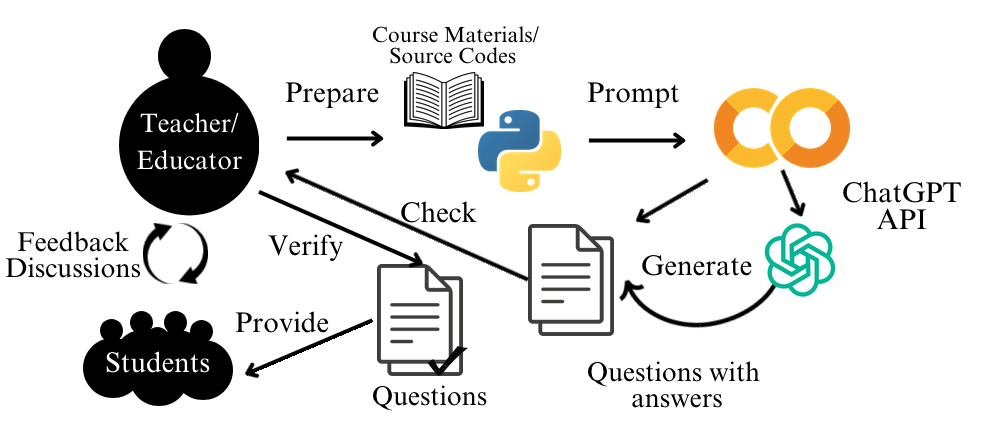 Course Materials/
Source Codes
Prepare
Prompt
Teacher/
Educator
ChatGPT
API
Check
Verify
Feedback
Discussions
Generate
Provide
Students
Questions
Questions with
answers